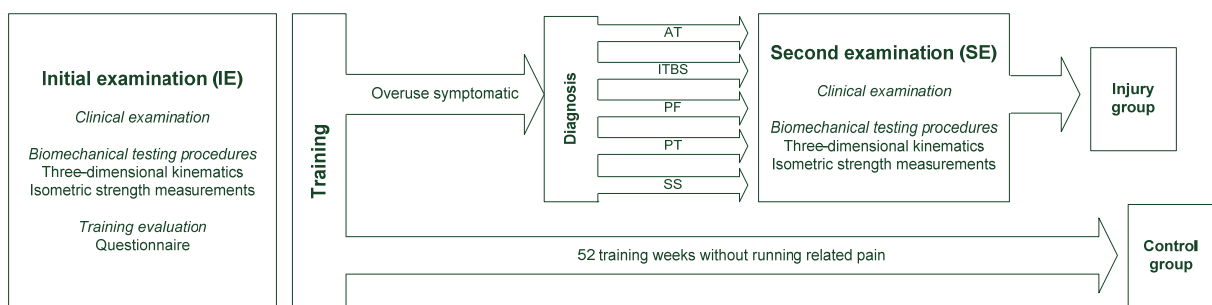 Initial examination (IE)
Clinical examination
Biomechanical testing procedures
Three-dimensional kinematics
Isometric strength measurements
Training evaluation
Questionnaire
Training
Overuse symptomatic
Diagnosis
AT
ITBS
PF
PT
SS
Second examination (SE)
Clinical examination
Biomechanical testing procedures
Three-dimensional kinematics
Isometric strength measurements
Injury
group
52 training weeks without running related pain
Control
group